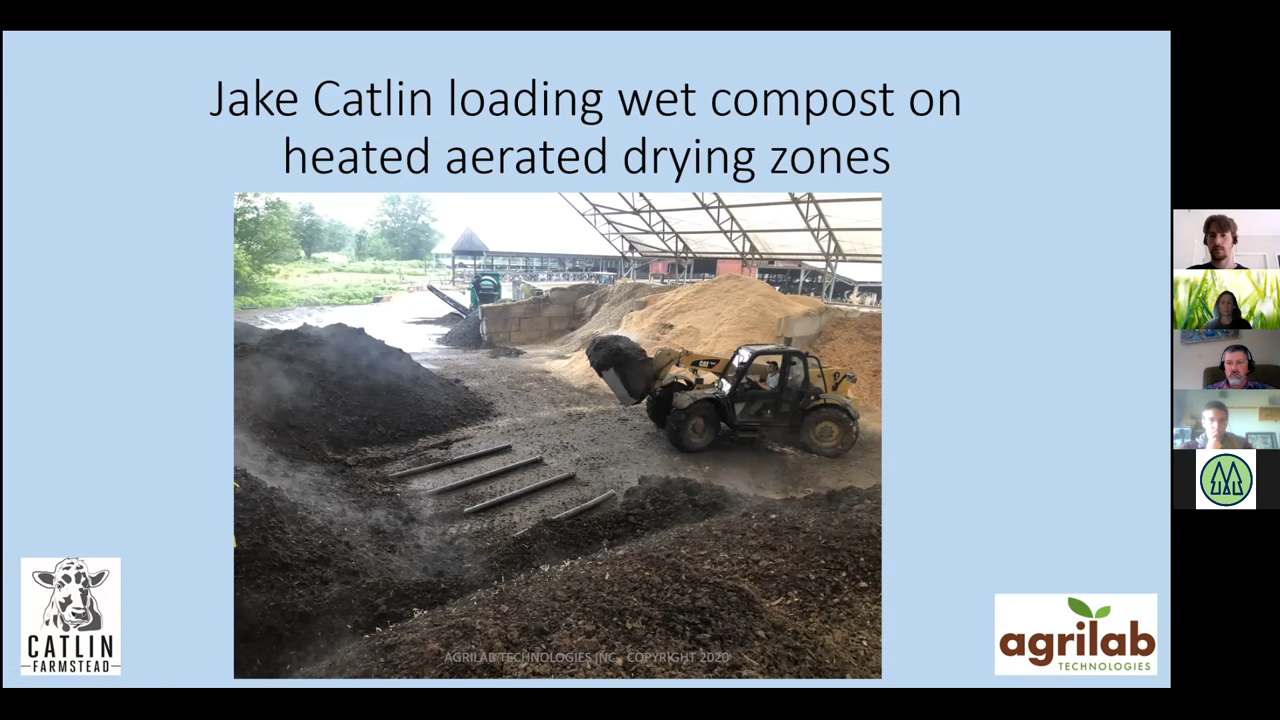 Jake Catlin loading wet compost on
heated aerated drying zones
CAT
CATLIN
FARMSTEAD
AGRILAB TECHNOLOGIES INC. COPYRIGHT 2020
agrilab
TECHNOLOGIES